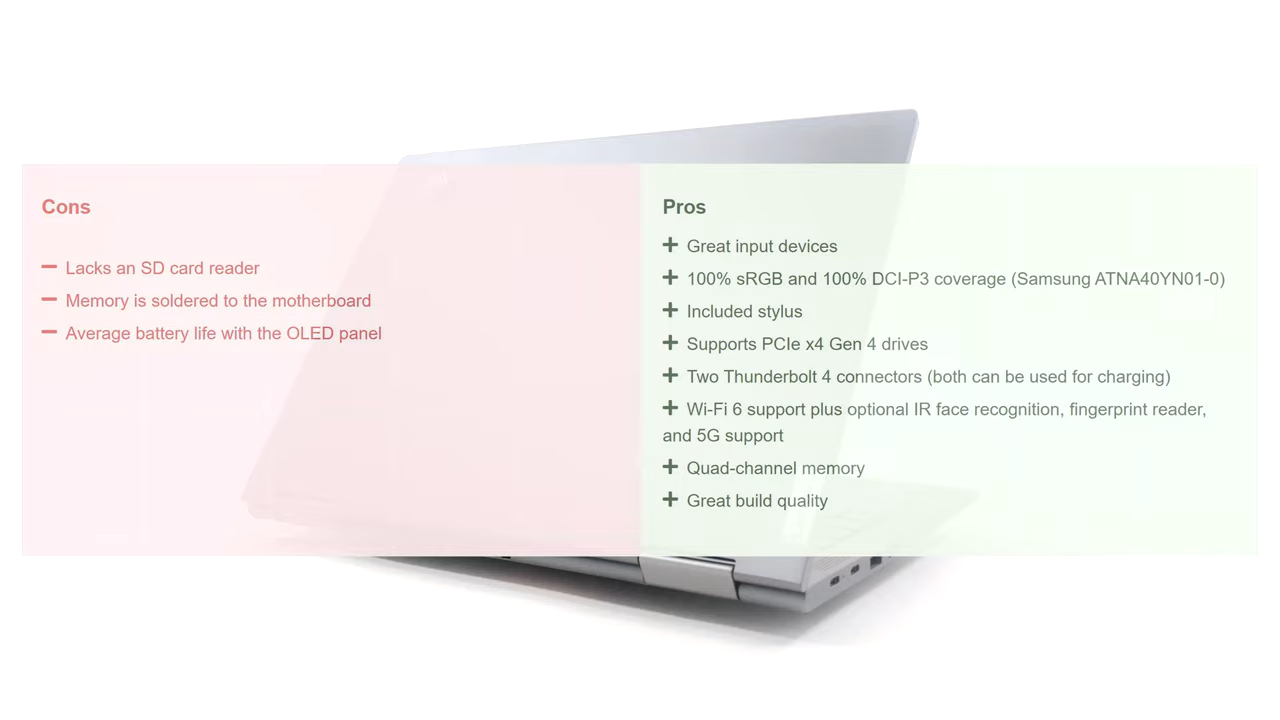 Cons
− Lacks an SD card reader
− Memory is soldered to the motherboard
− Average battery life with the OLED panel
Pros
+ Great input devices
+ 100% sRGB and 100% DCI-P3 coverage (Samsung ATNA40YN01-0)
+ Included stylus
+ Supports PCIe x4 Gen 4 drives
+ Two Thunderbolt 4 connectors (both can be used for charging)
+ Wi-Fi 6 support plus optional IR face recognition, fingerprint reader,
and 5G support
+ Quad-channel memory
+ Great build quality